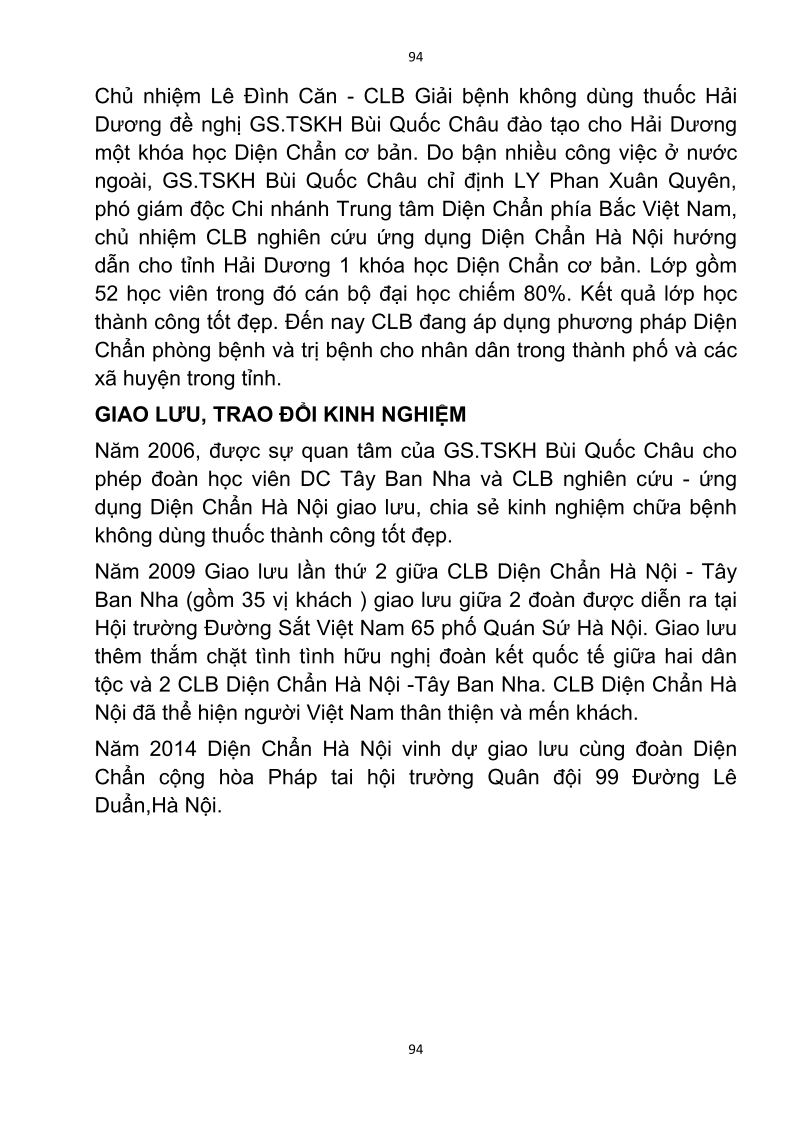 94
Chủ nhiệm Lê Đình Căn - CLB Giải bệnh không dùng thuốc Hải
Dương đề nghị GS.TSKH Bùi Quốc Châu đào tạo cho Hải Dương
một khóa học Diện Chẩn cơ bản. Do bận nhiều công việc ở nước
ngoài, GS.TSKH Bùi Quốc Châu chỉ định LY Phan Xuân Quyên,
phó giám độc Chi nhánh Trung tâm Diện Chẩn phía Bắc Việt Nam,
chủ nhiệm CLB nghiên cứu ứng dụng Diện Chẩn Hà Nội hướng
dẫn cho tỉnh Hải Dương 1 khóa học Diện Chẩn cơ bản. Lớp gồm
52 học viên trong đó cán bộ đại học chiếm 80%. Kết quả lớp học
thành công tốt đẹp. Đến nay CLB đang áp dụng phương pháp Diện
Chẩn phòng bệnh và trị bệnh cho nhân dân trong thành phố và các
xã huyện trong tỉnh.
GIAO LƯU, TRAO ĐỔI KINH NGHIỆM
Năm 2006, được sự quan tâm của GS.TSKH Bùi Quốc Châu cho
phép đoàn học viên DC Tây Ban Nha và CLB nghiên cứu - ứng
dụng Diện Chẩn Hà Nội giao lưu, chia sẻ kinh nghiệm chữa bệnh
không dùng thuốc thành công tốt đẹp.
Năm 2009 Giao lưu lần thứ 2 giữa CLB Diện Chẩn Hà Nội - Tây
Ban Nha (gồm 35 vị khách ) giao lưu giữa 2 đoàn được diễn ra tại
Hội trường Đường Sắt Việt Nam 65 phố Quán Sứ Hà Nội. Giao lưu
thêm thắm chặt tình tình hữu nghị đoàn kết quốc tế giữa hai dân
tộc và 2 CLB Diện Chẩn Hà Nội -Tây Ban Nha. CLB Diện Chẩn Hà
Nội đã thể hiện người Việt Nam thân thiện và mến khách.
Năm 2014 Diện Chẩn Hà Nội vinh dự giao lưu cùng đoàn Diện
Chẩn cộng hòa Pháp tai hội trường Quân đội 99 Đường Lê
Duẩn,Hà Nội.
94